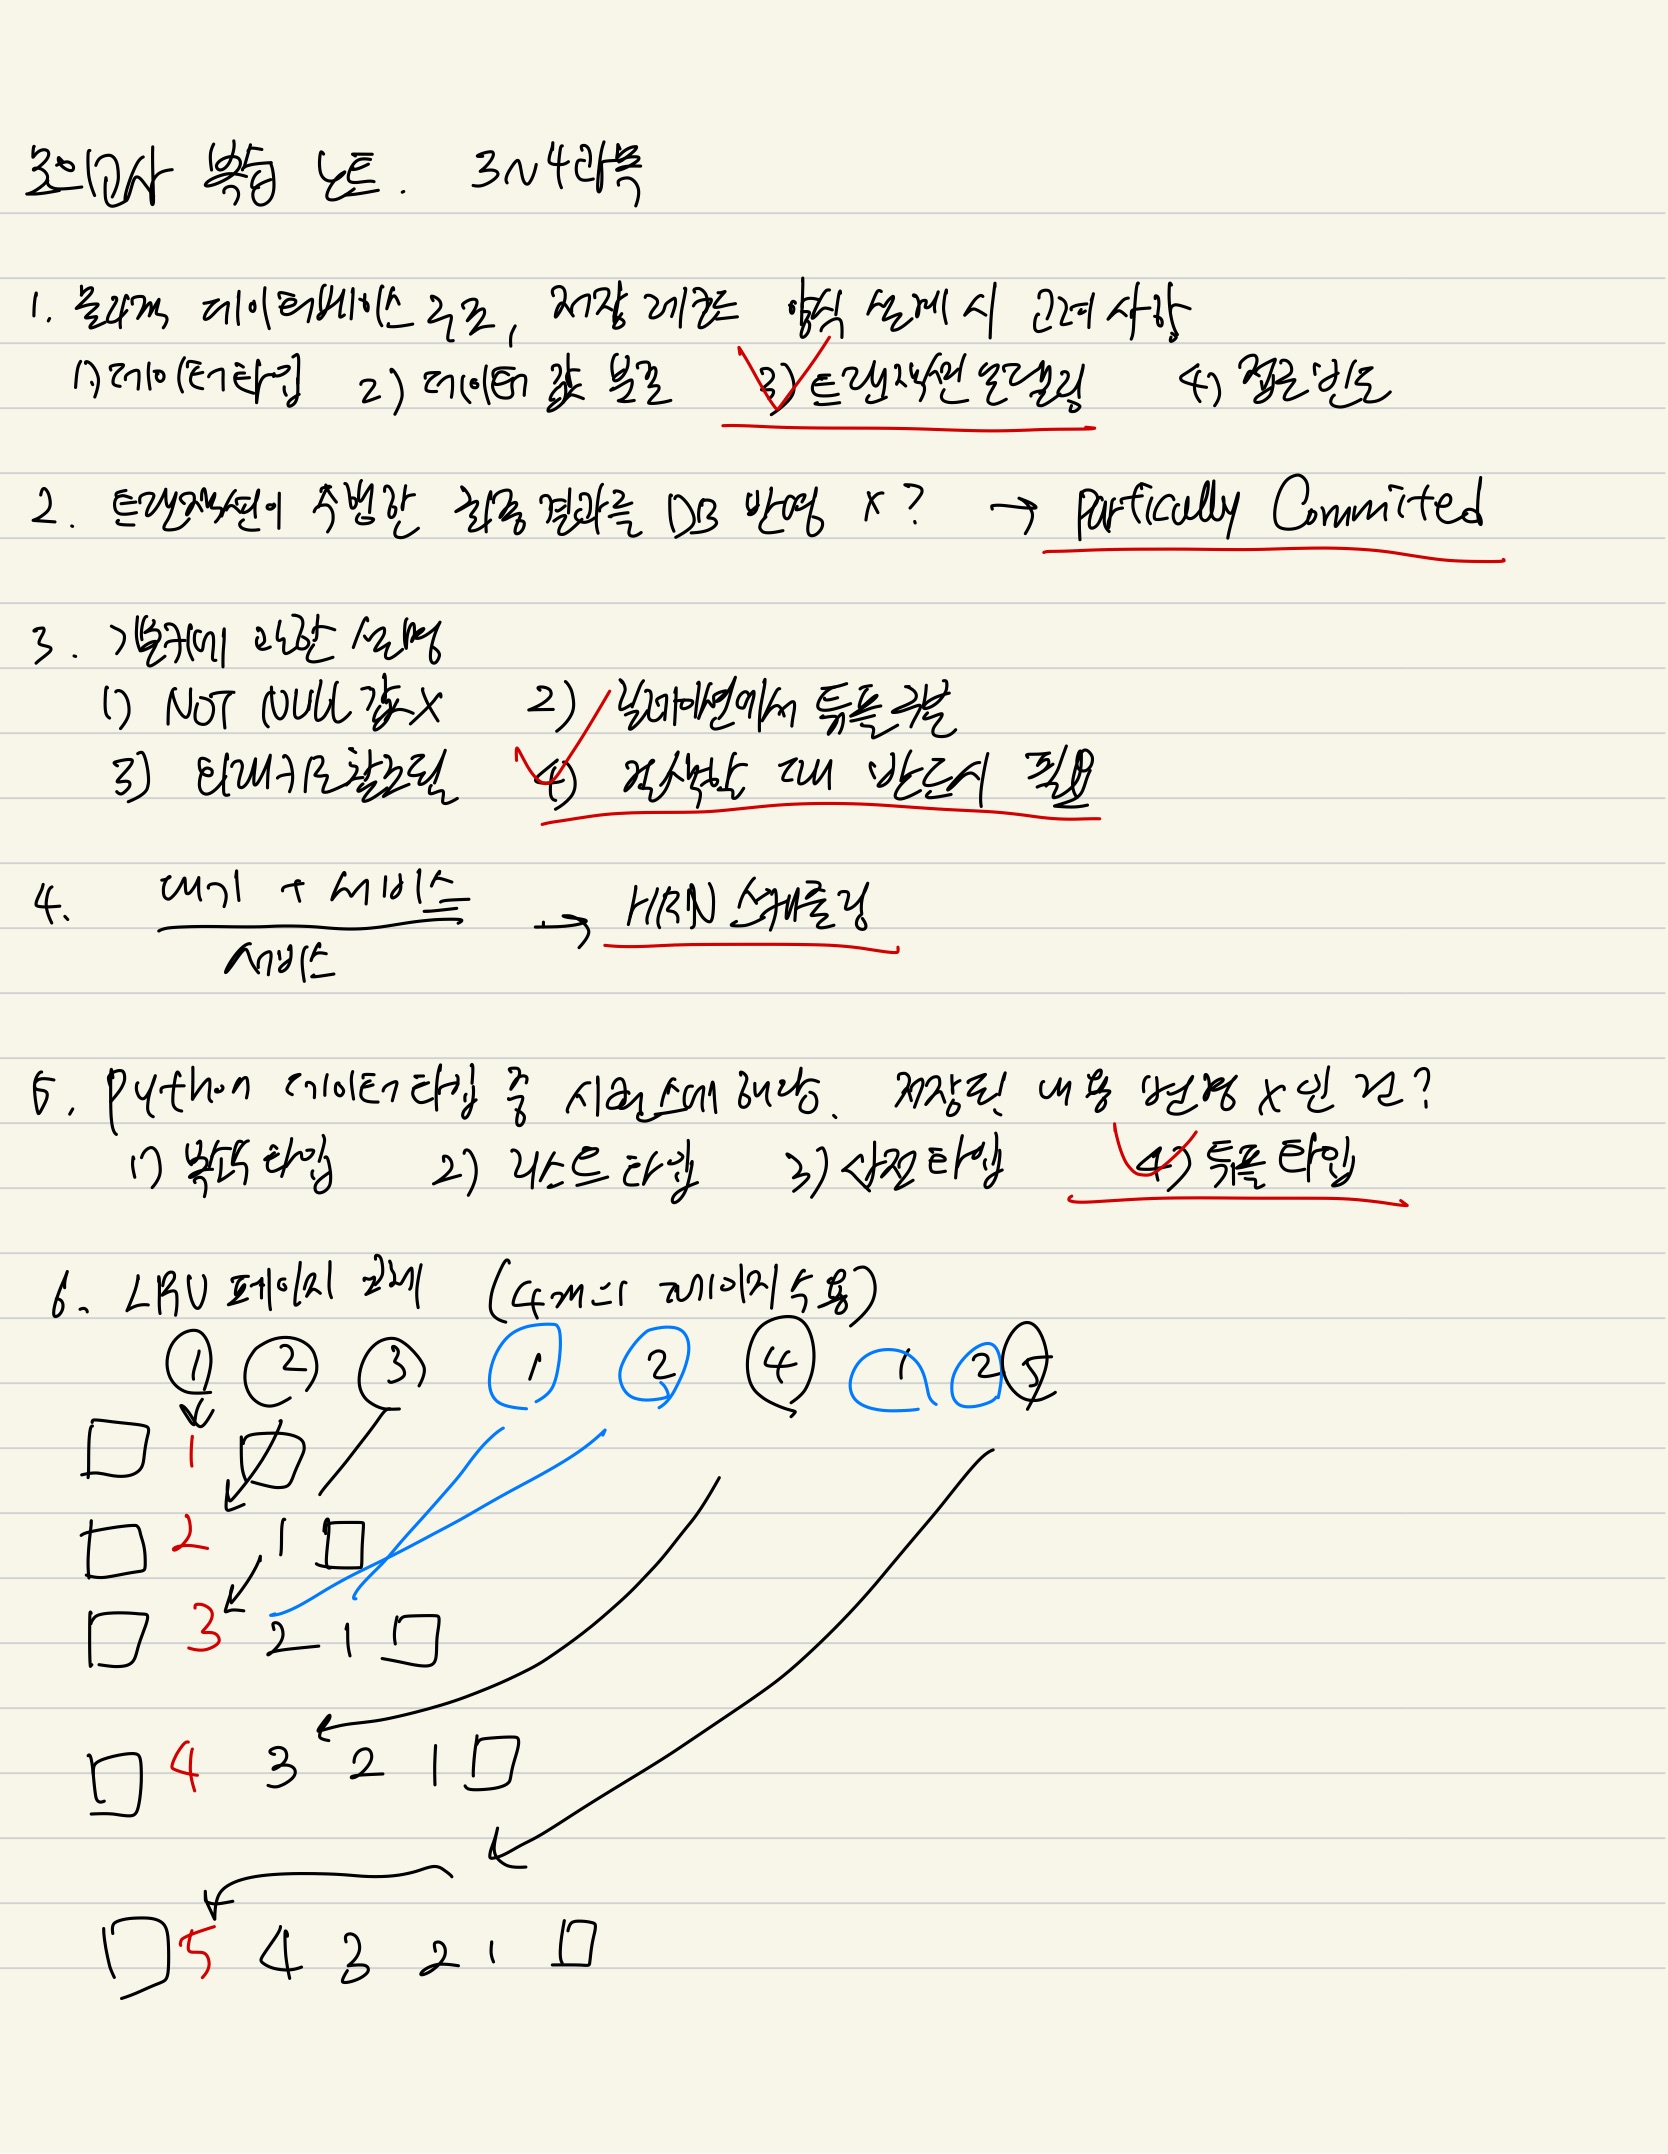 모의고사 복습 노트. 3~4과목
1. 물리적 데이터베이스 구조, 저장 레코드 양식 설계 시 고려 사항
1) 데이터 타입 2) 데이터 값 분포 3) 트랜잭션 모델링 4) 접근 빈도
2. 트랜잭션이 수행한 최종 결과를 DB 반영 x? → Partically Commited
3. 기본키에 관한 설명
1) NOT NULL 값 X 2) 릴레이션에서 튜플 구분
3) 외래키로 참조됨 4) 검색할 때 반드시 필요
4. 대기 + 서비스
서비스
→ HRN 스케줄링
5. python 데이터 타입 중 시퀀스에 해당. 저장된 내용 변경 x인 건?
1) 복소수 타입 2) 리스트 타입 3) 사전 타입 4) 튜플 타입
6. LRU 페이지 교체 (4개의 페이지 수용)
1 2 3 1 2 4 1 2 5
1
2 1
3 2 1
4 3 2 1
5 4 3 2 1